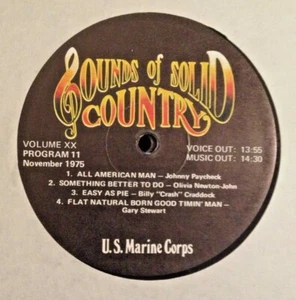 SOUNDS of SOLID
COUNTRY
VOLUME XX
PROGRAM 11
November 1975
VOICE OUT: 13:55
MUSIC OUT: 14:30
1. ALL AMERICAN MAN – Johnny Paycheck
2. SOMETHING BETTER TO DO – Olivia Newton-John
3. EASY AS PIE – Billy "Crash" Craddock
4. FLAT NATURAL BORN GOOD TIMIN' MAN –
Gary Stewart
U.S. Marine Corps